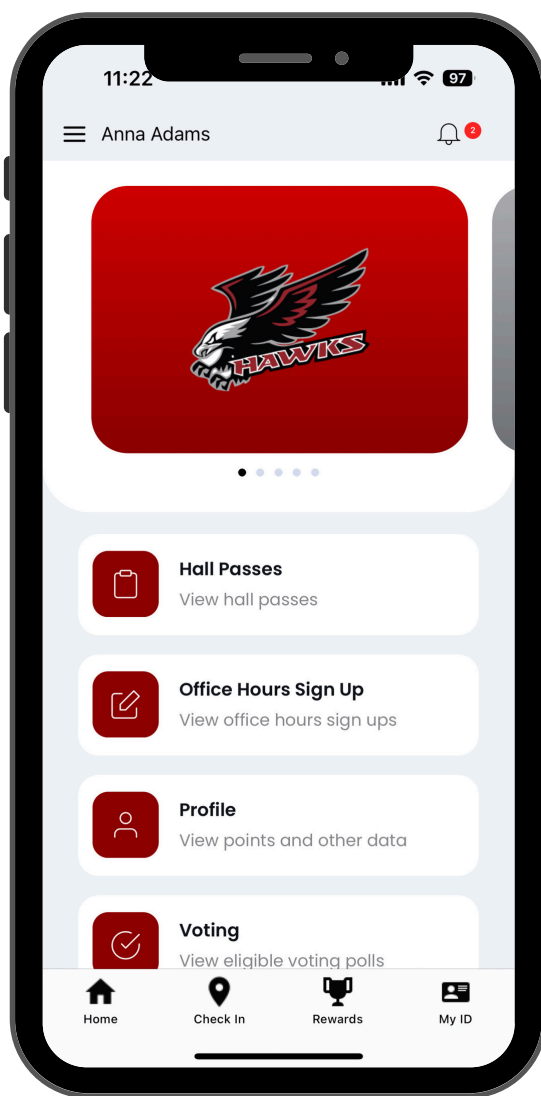 11:22
97
Anna Adams
2
HAWKS
Hall Passes
View hall passes
Office Hours Sign Up
View office hours sign ups
Profile
View points and other data
Voting
View eligible voting polls
Home
Check In
Rewards
My ID